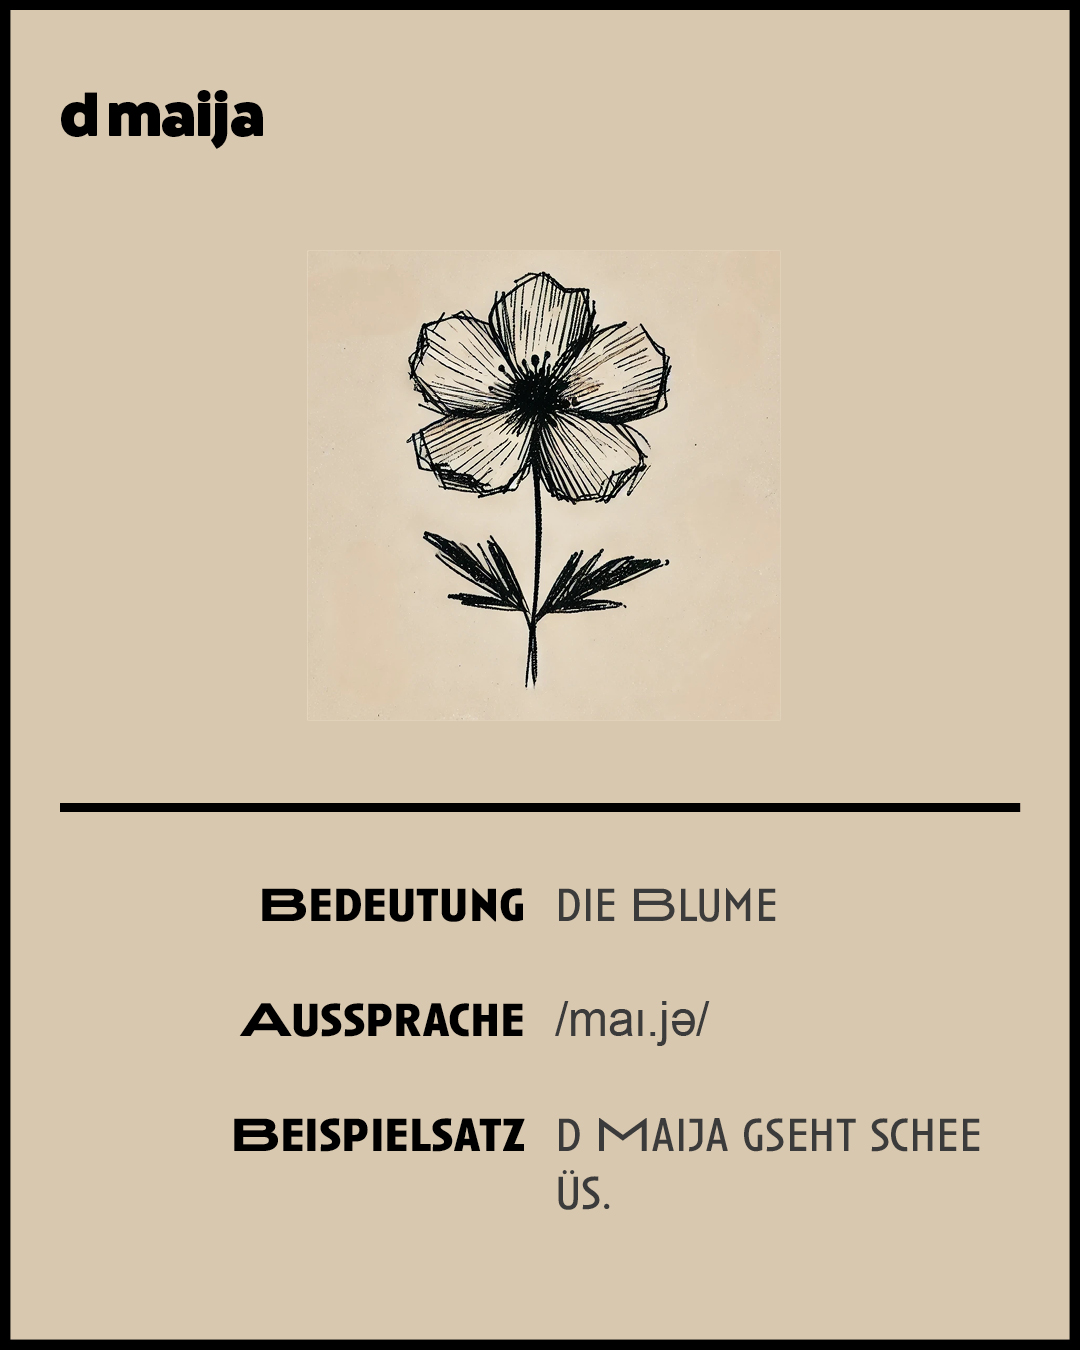 d maija
Bedeutung die Blume
Aussprache /maɪ.jə/
Beispielsatz d Maija gseht schee
üs.